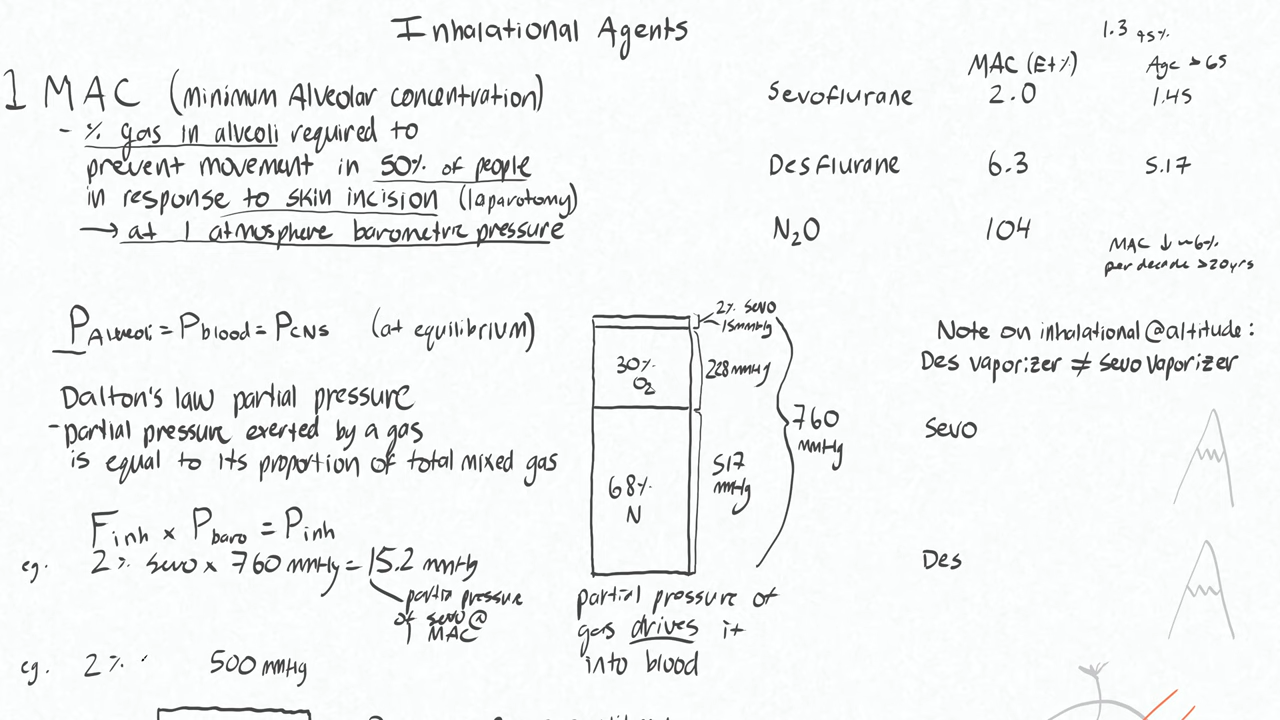 Inhalational Agents
1 MAC (minimum Alveolar concentration)
- % gas in alveoli required to
prevent movement in 50% of people
in response to skin incision (laparotomy)
→ at 1 atmosphere barometric pressure
1.3 95%
MAC (Et%) Age > 65
Sevoflurane 2.0 1.45
Desflurane 6.3 5.17
N2O 104
MAC ↓ ~6%
per decade >20yrs
PAlveoli = Pblood = PCNS (at equilibrium)
Dalton's law partial pressure
- partial pressure exerted by a gas
is equal to its proportion of total mixed gas
Finh x Pbaro = Pinh
eg. 2% sevo x 760 mmHg = 15.2 mmHg
partial pressure
of sevo @
1 MAC
eg. 2% 500 mmHg
2% Sevo
15mmHg
30%
O2
228 mmHg
760
mmHg
68%
N
517
mmHg
partial pressure of
gas drives it
into blood
Note on inhalational @ altitude:
Des vaporizer ≠ sevo vaporizer
Sevo
Des